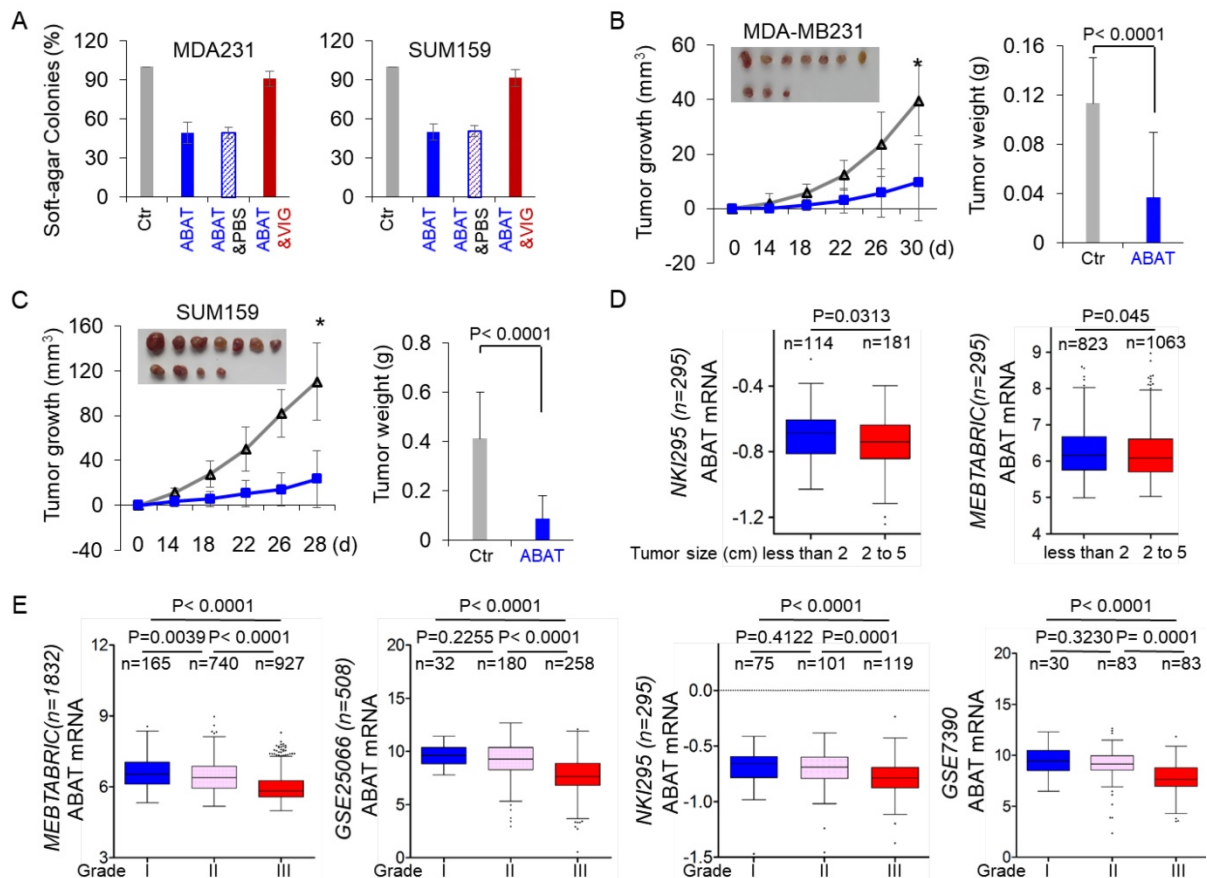 A
MDA231
SUM159
Soft-agar Colonies (%)
120
90
60
30
0
Ctr
ABAT
ABAT &PBS
ABAT &VIG
120
90
60
30
0
Ctr
ABAT
ABAT &PBS
ABAT &VIG
B
MDA-MB231
Tumor growth (mm3)
60
40
20
0
-20
*
0 14 18 22 26 30 (d)
P< 0.0001
Tumor weight (g)
0.16
0.12
0.08
0.04
0
Ctr ABAT
C
SUM159
Tumor growth (mm3)
160
120
80
40
0
-40
*
0 14 18 22 26 28 (d)
P< 0.0001
Tumor weight (g)
0.6
0.4
0.2
0
Ctr ABAT
D
P=0.0313
n=114 n=181
NKI295 (n=295)
ABAT mRNA
-0.4
-0.8
-1.2
Tumor size (cm) less than 2 2 to 5
P=0.045
n=823 n=1063
MEBTABRIC(n=295)
ABAT mRNA
9
8
7
6
5
4
less than 2 2 to 5
E
P< 0.0001
P=0.0039 P< 0.0001
n=165 n=740 n=927
MEBTABRIC(n=1832)
ABAT mRNA
12
9
6
3
Grade I II III
P< 0.0001
P=0.2255 P< 0.0001
n=32 n=180 n=258
GSE25066 (n=508)
ABAT mRNA
20
15
10
5
0
Grade I II III
P< 0.0001
P=0.4122 P=0.0001
n=75 n=101 n=119
NKI295 (n=295)
ABAT mRNA
0.0
-0.5
-1.0
-1.5
Grade I II III
P< 0.0001
P=0.3230 P= 0.0001
n=30 n=83 n=83
GSE7390
ABAT mRNA
20
15
10
5
0
Grade I II III